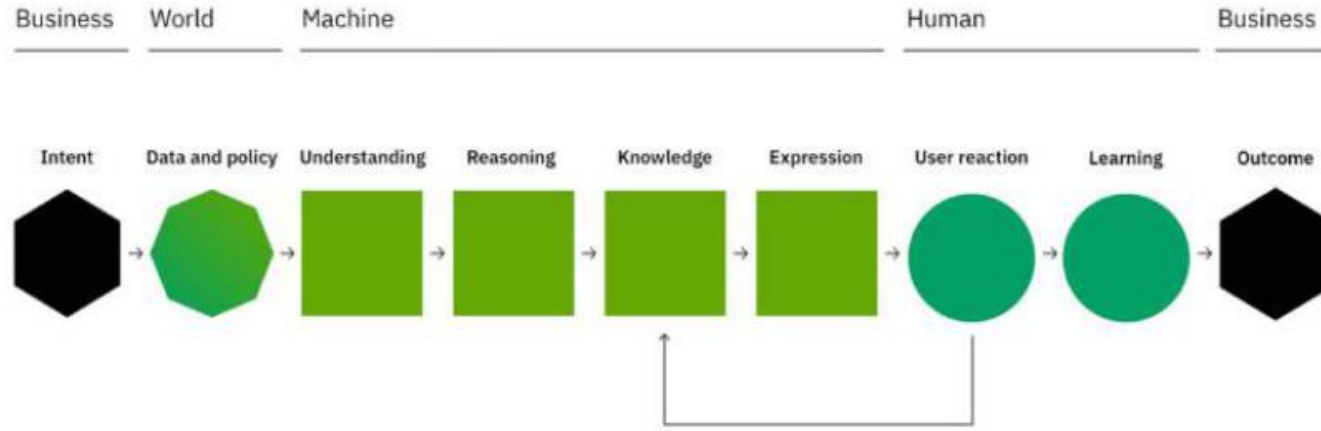 Business World Machine Human Business
Intent Data and policy Understanding Reasoning Knowledge Expression User reaction Learning Outcome